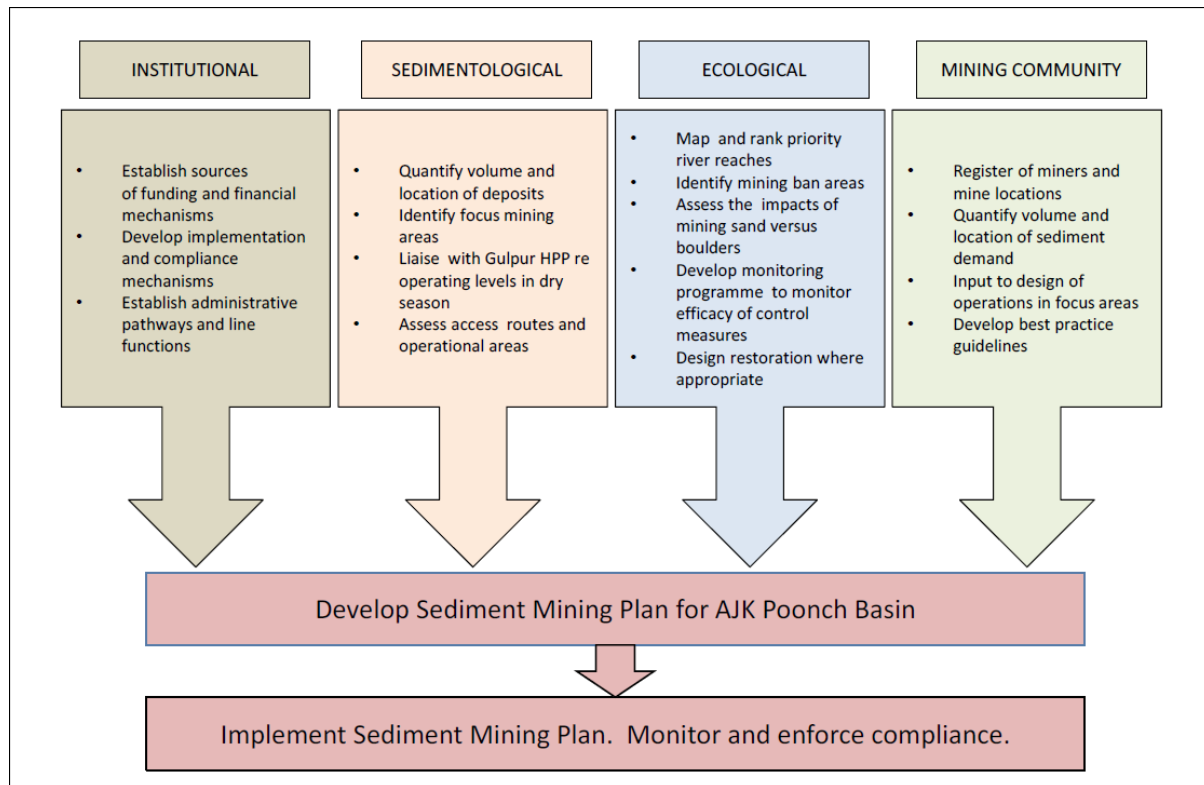 INSTITUTIONAL
• Establish sources
of funding and financial
mechanisms
• Develop implementation
and compliance
mechanisms
• Establish administrative
pathways and line
functions
SEDIMENTOLOGICAL
• Quantify volume and
location of deposits
• Identify focus mining
areas
• Liaise with Gulpur HPP re
operating levels in dry
season
• Assess access routes and
operational areas
ECOLOGICAL
• Map and rank priority
river reaches
• Identify mining ban areas
• Assess the impacts of
mining sand versus
boulders
• Develop monitoring
programme to monitor
efficacy of control
measures
• Design restoration where
appropriate
MINING COMMUNITY
• Register of miners and
mine locations
• Quantify volume and
location of sediment
demand
• Input to design of
operations in focus areas
• Develop best practice
guidelines
Develop Sediment Mining Plan for AJK Poonch Basin
Implement Sediment Mining Plan. Monitor and enforce compliance.